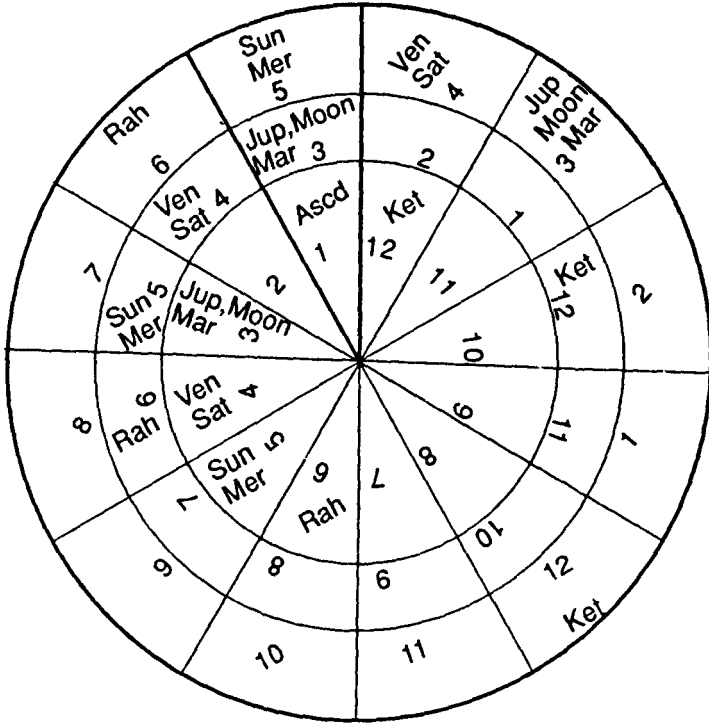 Sun
Mer
5
Ven
Sat
4
Jup
Moon
3 Mar
2
1
12
Ket
11
10
9
8
7
6
Rah
Jup,Moon
Mar 3
2
1
Ket
12
11
10
9
8
7
6
Rah
Sun 5
Mer
Ven
Sat 4
Ascd
1
Ket
12
11
10
9
8
7
6
Rah
Sun 5
Mer
Ven
Sat 4
Jup,Moon
Mar 3
2